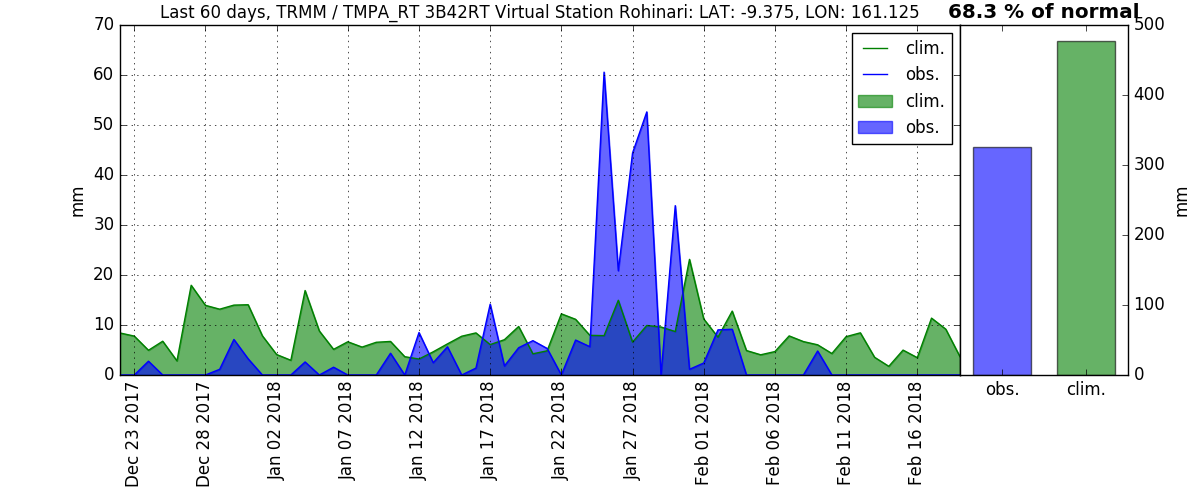 Last 60 days, TRMM / TMPA_RT 3B42RT Virtual Station Rohinari: LAT: -9.375, LON: 161.125
68.3 % of normal
70
60
50
40
30
20
10
0
mm
clim.
obs.
clim.
obs.
Dec 23 2017
Dec 28 2017
Jan 02 2018
Jan 07 2018
Jan 12 2018
Jan 17 2018
Jan 22 2018
Jan 27 2018
Feb 01 2018
Feb 06 2018
Feb 11 2018
Feb 16 2018
500
400
300
200
100
0
mm
obs.
clim.